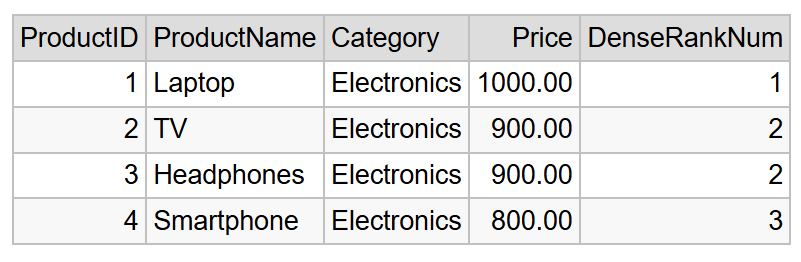 ProductID ProductName Category Price DenseRankNum
1 Laptop Electronics 1000.00 1
2 TV Electronics 900.00 2
3 Headphones Electronics 900.00 2
4 Smartphone Electronics 800.00 3